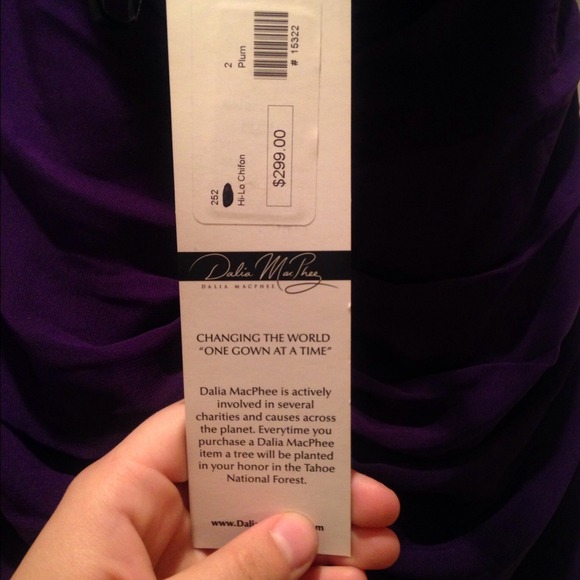 2
Plum
# 15322
252
Hi-Lo Chifon
$299.00
Dalia MacPhee
DALIA MACPHEE
CHANGING THE WORLD
"ONE GOWN AT A TIME"
Dalia MacPhee is actively
involved in several
charities and causes across
the planet. Everytime you
purchase a Dalia MacPhee
item a tree will be planted
in your honor in the Tahoe
National Forest.